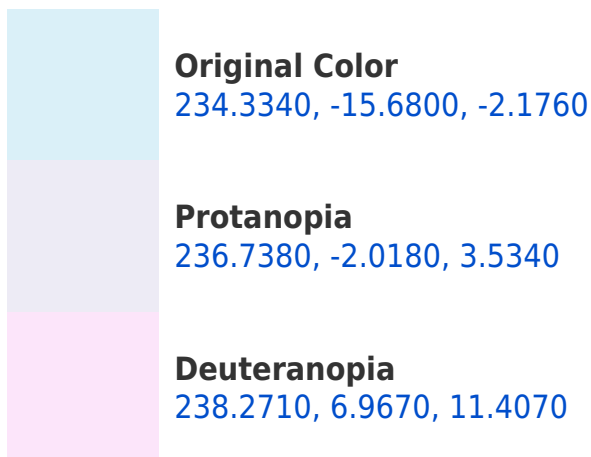 Original Color
234.3340, -15.6800, -2.1760
Protanopia
236.7380, -2.0180, 3.5340
Deuteranopia
238.2710, 6.9670, 11.4070